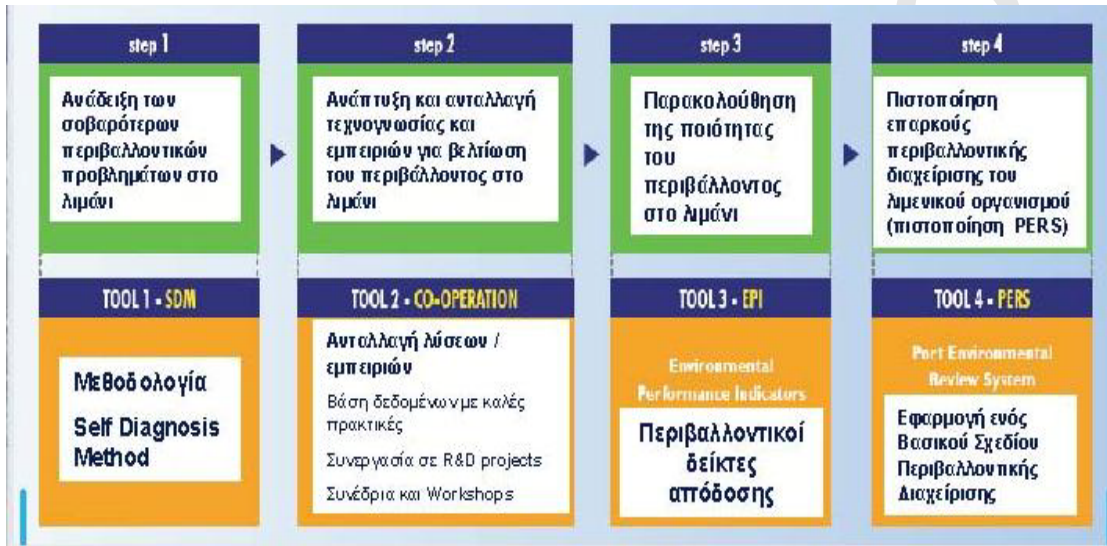 step 1
Ανάδειξη των
σοβαρότερων
περιβαλλοντικών
προβλημάτων στο
λιμάνι
step 2
Ανάπτυξη και ανταλλαγή
τεχνογνωσίας και
εμπειριών για βελτίωση
του περιβάλλοντος στο
λιμάνι
step 3
Παρακολούθηση
της ποιότητας
του
περιβάλλοντος
στο λιμάνι
step 4
Πιστοποίηση
επαρκούς
περιβαλλοντικής
διαχείρισης του
λιμενικού οργανισμού
(πιστοποίηση PERS)
TOOL 1 - SDM
Μεθοδολογία
Self Diagnosis
Method
TOOL 2 - CO-OPERATION
Ανταλλαγή λύσεων /
εμπειριών
Βάση δεδομένων με καλές
πρακτικές
Συνεργασία σε R&D projects
Συνέδρια και Workshops
TOOL 3 - EPI
Environmental
Performance Indicators
Περιβαλλοντικοί
δείκτες
απόδοσης
TOOL 4 - PERS
Port Environmental
Review System
Εφαρμογή ενός
Βασικού Σχεδίου
Περιβαλλοντικής
Διαχείρισης